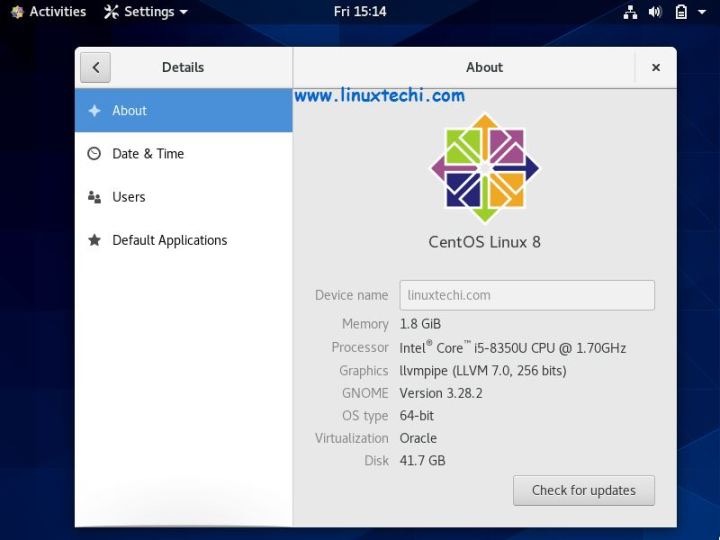 Activities Settings Fri 15:14
Details About
www.linuxtechi.com
About
Date & Time
Users
Default Applications
CentOS Linux 8
Device name linuxtechi.com
Memory 1.8 GiB
Processor Intel® Core™ i5-8350U CPU @ 1.70GHz
Graphics llvmpipe (LLVM 7.0, 256 bits)
GNOME Version 3.28.2
OS type 64-bit
Virtualization Oracle
Disk 41.7 GB
Check for updates